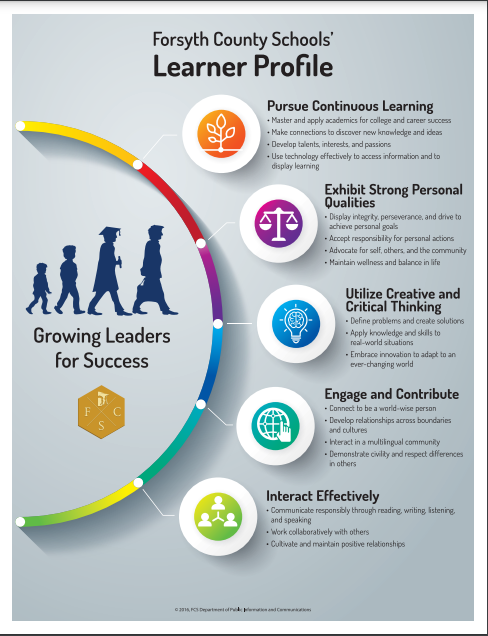 Forsyth County Schools'
Learner Profile
Pursue Continuous Learning
• Master and apply academics for college and career success
• Make connections to discover new knowledge and ideas
• Develop talents, interests, and passions
• Use technology effectively to access information and to
display learning
Exhibit Strong Personal
Qualities
• Display integrity, perseverance, and drive to
achieve personal goals
• Accept responsibility for personal actions
• Advocate for self, others, and the community
• Maintain wellness and balance in life
Utilize Creative and
Critical Thinking
• Define problems and create solutions
• Apply knowledge and skills to
real-world situations
• Embrace innovation to adapt to an
ever-changing world
Growing Leaders
for Success
F C
S
Engage and Contribute
• Connect to be a world-wise person
• Develop relationships across boundaries
and cultures
• Interact in a multilingual community
• Demonstrate civility and respect differences
in others
Interact Effectively
• Communicate responsibly through reading, writing, listening,
and speaking
• Work collaboratively with others
• Cultivate and maintain positive relationships
© 2016, FCS Department of Public Information and Communications